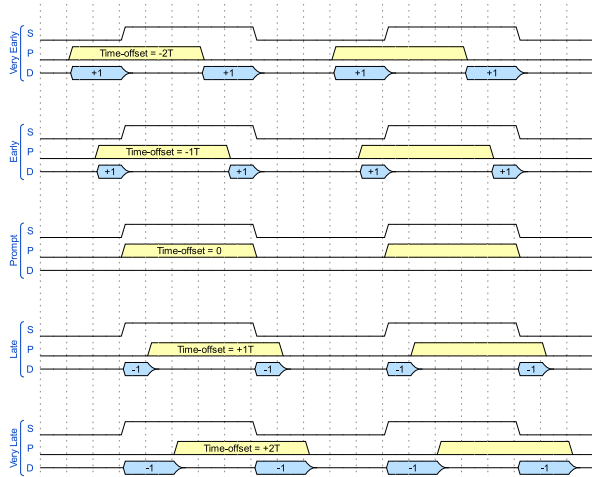 Very Early
S
P Time-offset = -2T
D +1 +1 +1 +1
Early
S
P Time-offset = -1T
D +1 +1 +1 +1
Prompt
S
P Time-offset = 0
D
Late
S
P Time-offset = +1T
D -1 -1 -1 -1
Very Late
S
P Time-offset = +2T
D -1 -1 -1 -1